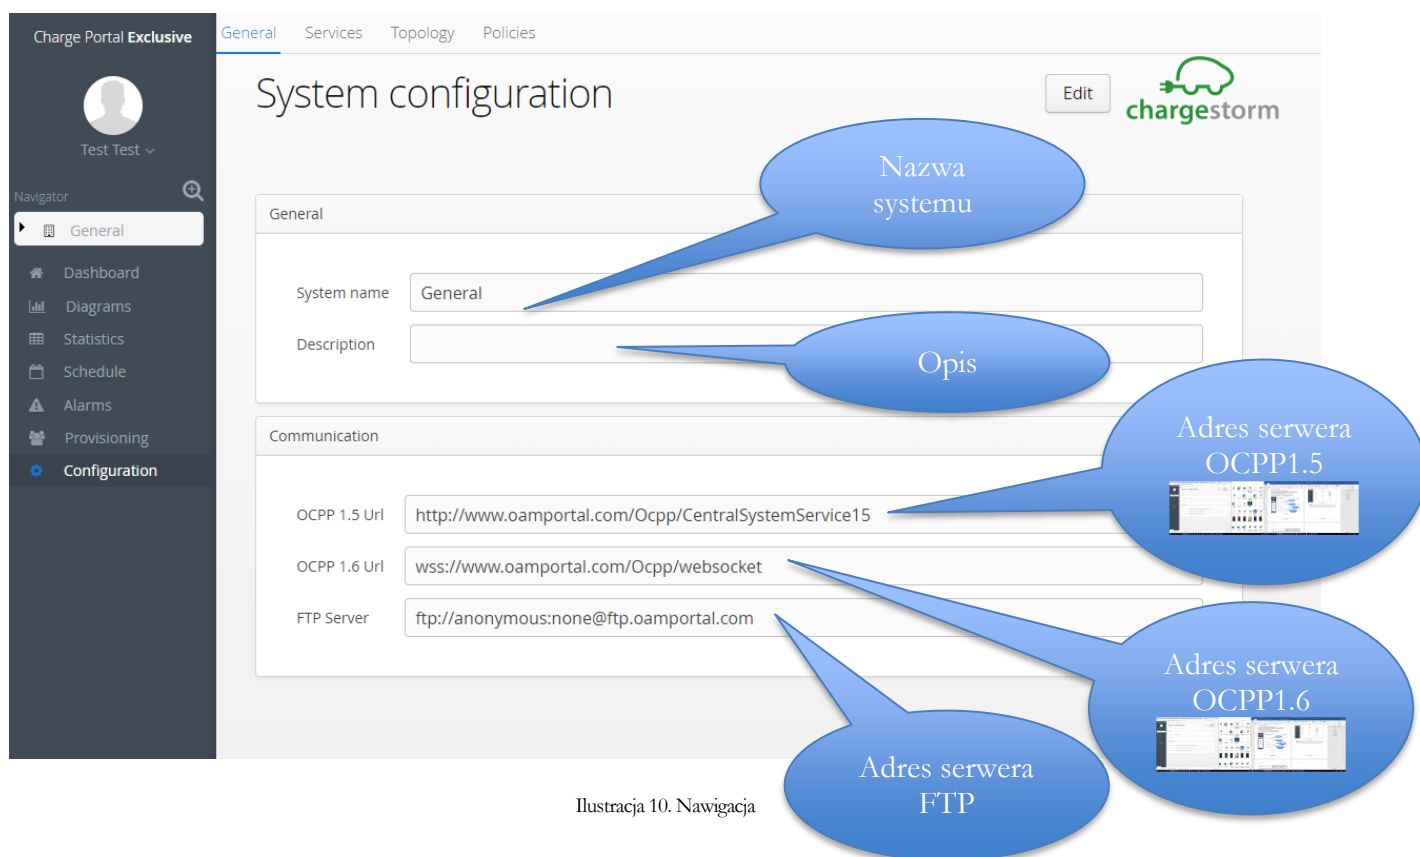 Charge Portal Exclusive
General Services Topology Policies
System configuration
Edit
chargestorm
Test Test
Navigator
General
Dashboard
Diagrams
Statistics
Schedule
Alarms
Provisioning
Configuration
General
System name General
Description
Nazwa
systemu
Opis
Communication
OCPP 1.5 Url http://www.oamportal.com/Ocpp/CentralSystemService15
OCPP 1.6 Url wss://www.oamportal.com/Ocpp/websocket
FTP Server ftp://anonymous:none@ftp.oamportal.com
Adres serwera
OCPP1.5
Adres serwera
OCPP1.6
Adres serwera
FTP
Ilustracja 10. Nawigacja